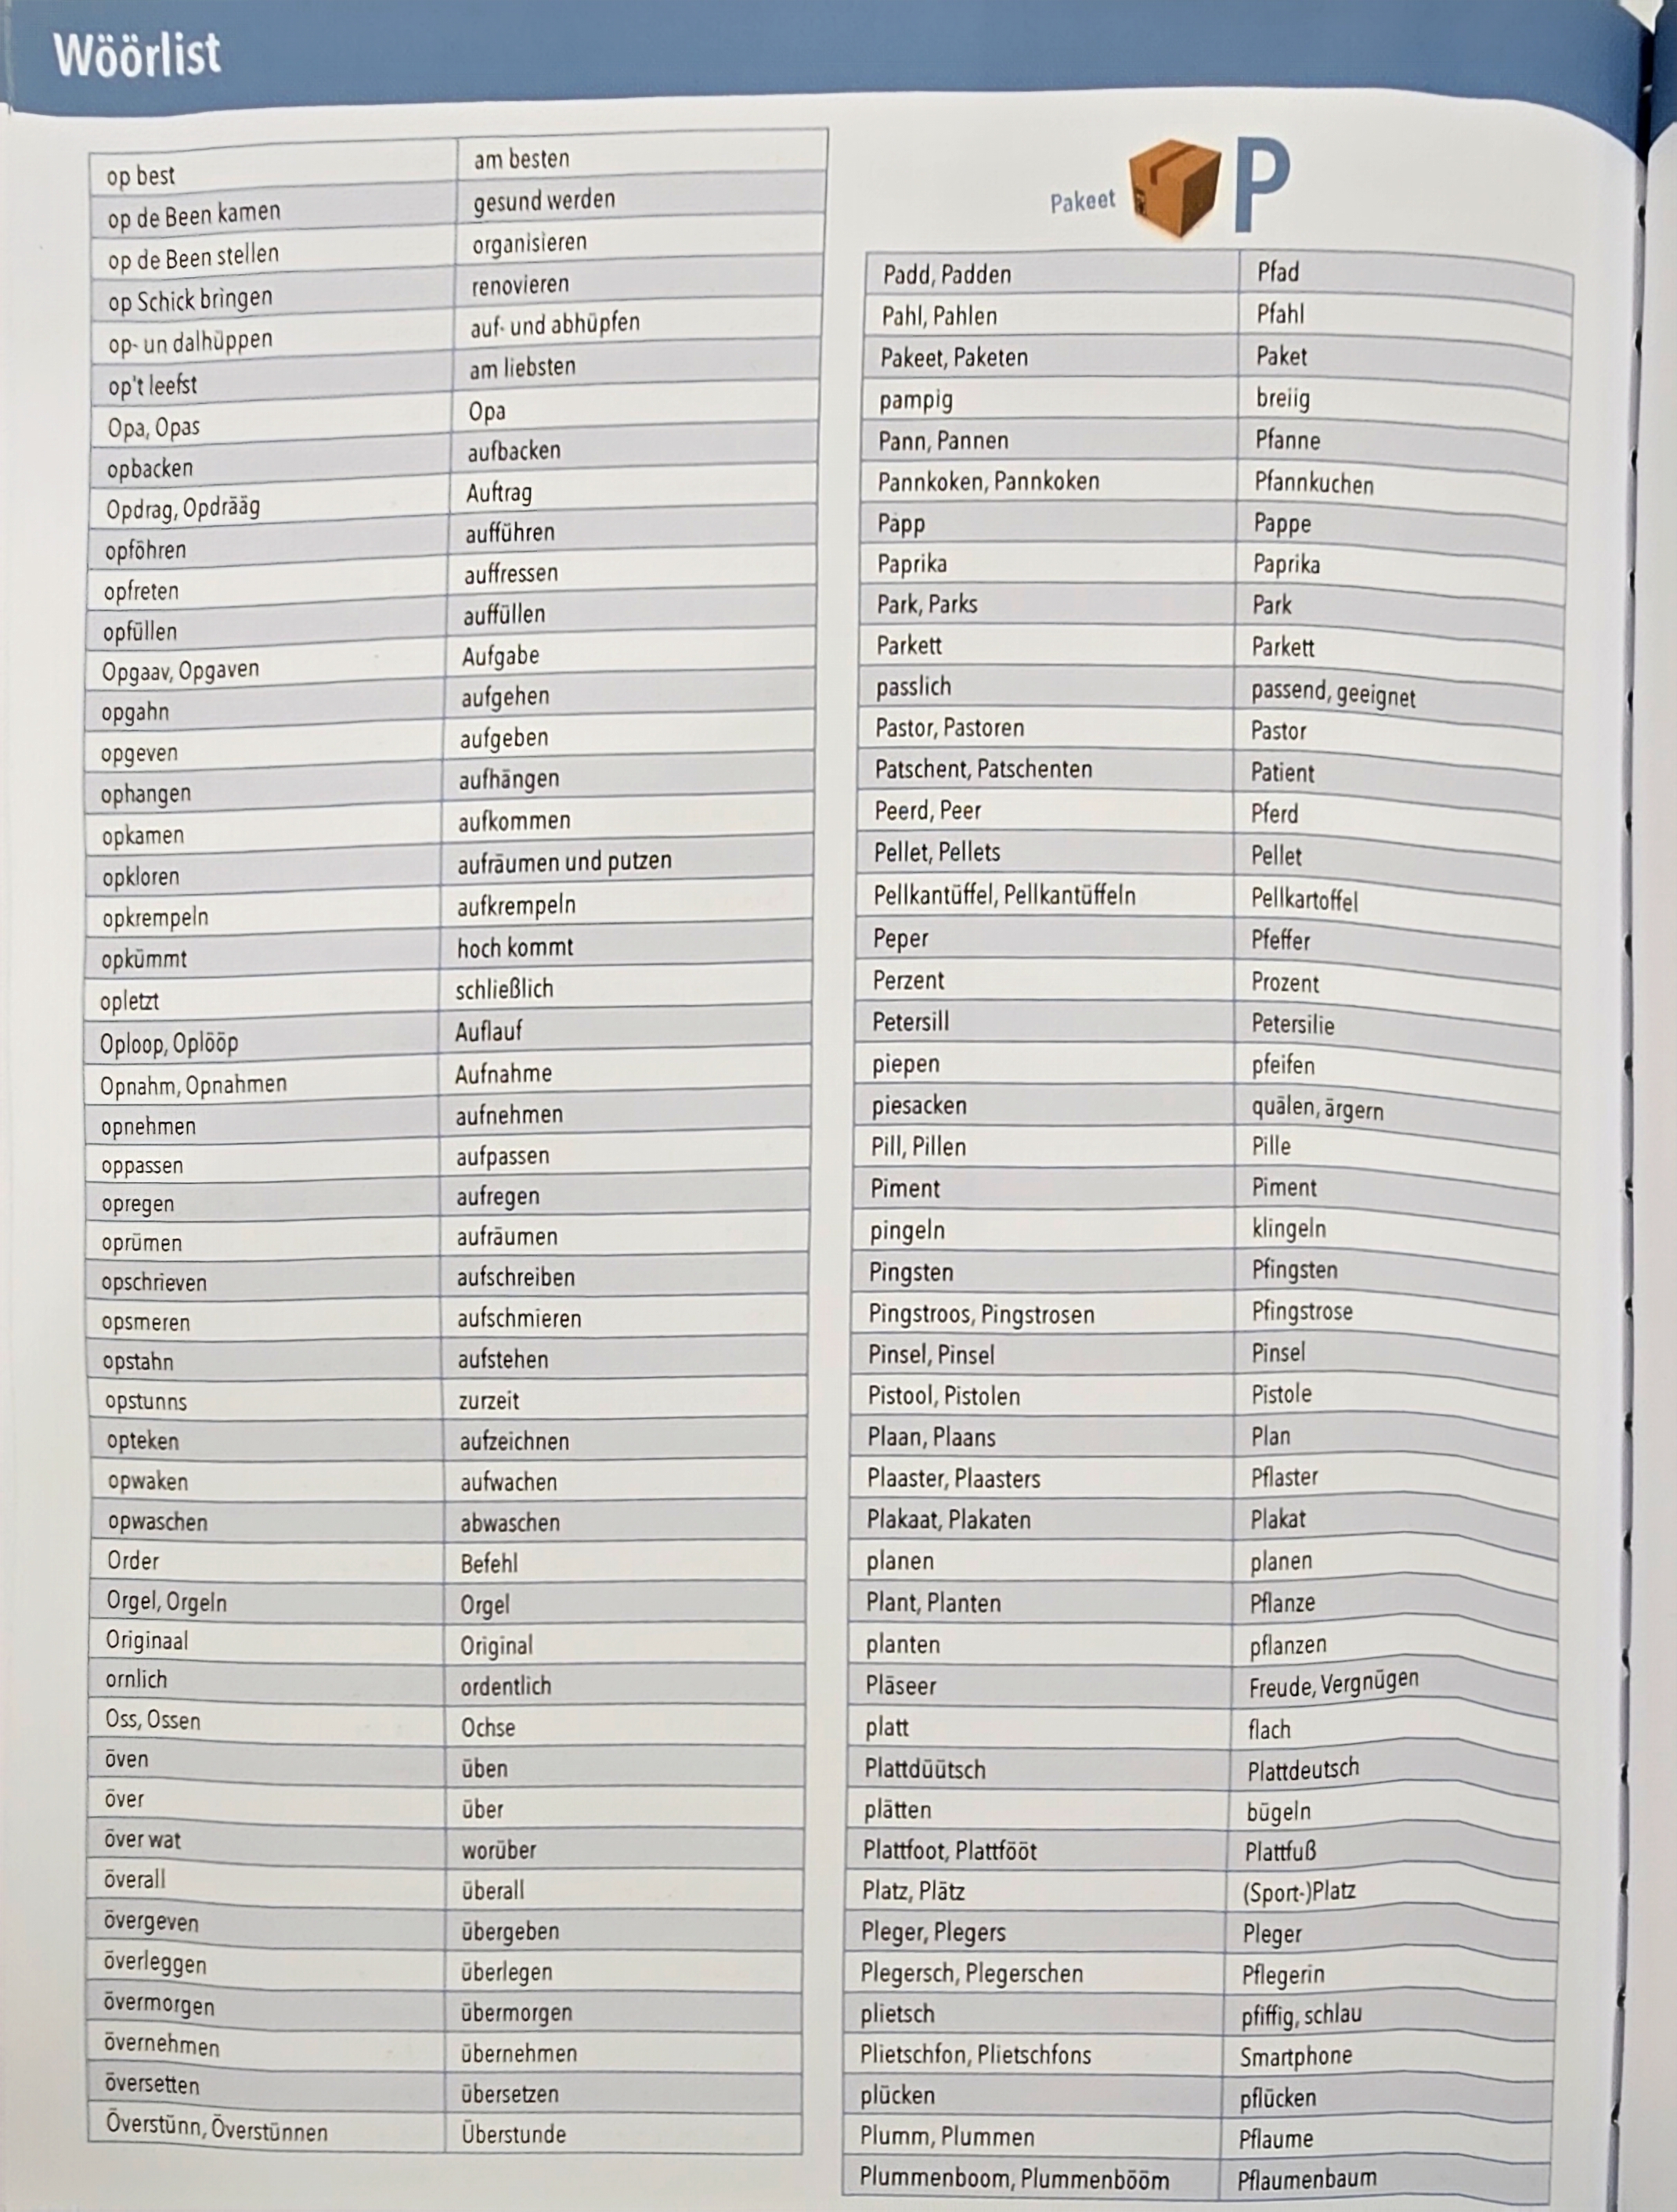 Wöörlist
op best am besten
op de Been kamen gesund werden
op de Been stellen organisieren
op Schick bringen renovieren
op- un dalhüppen auf- und abhüpfen
op't leefst am liebsten
Opa, Opas Opa
opbacken aufbacken
Opdrag, Opdrääg Auftrag
opföhren aufführen
opfreten auffressen
opfüllen auffüllen
Opgaav, Opgaven Aufgabe
opgahn aufgehen
opgeven aufgeben
ophangen aufhängen
opkamen aufkommen
opkloren aufräumen und putzen
opkrempeln aufkrempeln
opkümmt hoch kommt
opletzt schließlich
Oploop, Oplööp Auflauf
Opnahm, Opnahmen Aufnahme
opnehmen aufnehmen
oppassen aufpassen
opregen aufregen
oprümen aufräumen
opschrieven aufschreiben
opsmeren aufschmieren
opstahn aufstehen
opstunns zurzeit
opteken aufzeichnen
opwaken aufwachen
opwaschen abwaschen
Order Befehl
Orgel, Orgeln Orgel
Originaal Original
ornlich ordentlich
Oss, Ossen Ochse
öven üben
över über
över wat worüber
överall überall
övergeven übergeben
överleggen überlegen
övermorgen übermorgen
övernehmen übernehmen
översetten übersetzen
Överstünn, Överstünnen Überstunde
Pakeet P
Padd, Padden Pfad
Pahl, Pahlen Pfahl
Pakeet, Paketen Paket
pampig breiig
Pann, Pannen Pfanne
Pannkoken, Pannkoken Pfannkuchen
Papp Pappe
Paprika Paprika
Park, Parks Park
Parkett Parkett
passlich passend, geeignet
Pastor, Pastoren Pastor
Patschent, Patschenten Patient
Peerd, Peer Pferd
Pellet, Pellets Pellet
Pellkantüffel, Pellkantüffeln Pellkartoffel
Peper Pfeffer
Perzent Prozent
Petersill Petersilie
piepen pfeifen
piesacken quälen, ärgern
Pill, Pillen Pille
Piment Piment
pingeln klingeln
Pingsten Pfingsten
Pingstroos, Pingstrosen Pfingstrose
Pinsel, Pinsel Pinsel
Pistool, Pistolen Pistole
Plaan, Plaans Plan
Plaaster, Plaasters Pflaster
Plakaat, Plakaten Plakat
planen planen
Plant, Planten Pflanze
planten pflanzen
Pläseer Freude, Vergnügen
platt flach
Plattdüütsch Plattdeutsch
plätten bügeln
Plattfoot, Plattfööt Plattfuß
Platz, Plätz (Sport-)Platz
Pleger, Plegers Pleger
Plegersch, Plegerschen Pflegerin
plietsch pfiffig, schlau
Plietschfon, Plietschfons Smartphone
plücken pflücken
Plumm, Plummen Pflaume
Plummenboom, Plummenbööm Pflaumenbaum